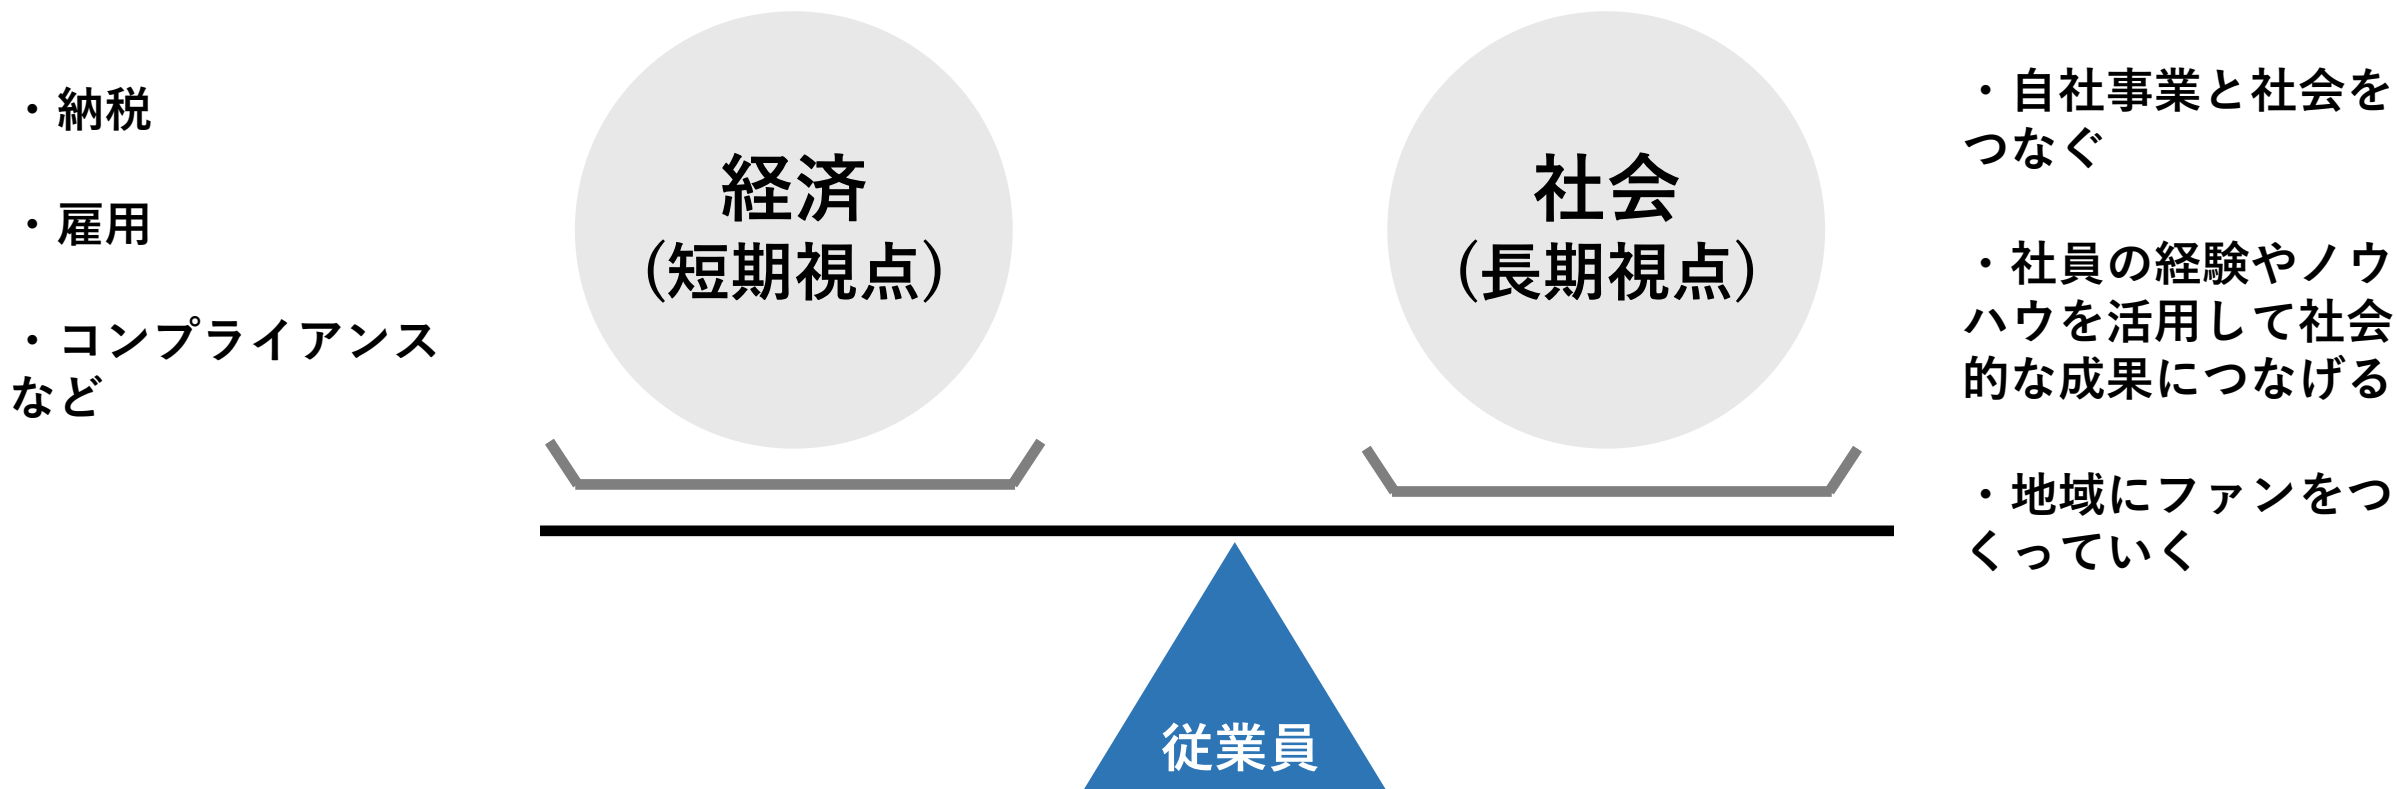 ・納税
・雇用
・コンプライアンス
など
経済
(短期視点)
社会
(長期視点)
・自社事業と社会を
つなぐ
・社員の経験やノウ
ハウを活用して社会
的な成果につなげる
・地域にファンをつ
くっていく
従業員